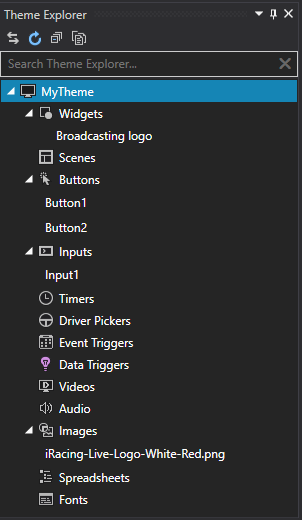 Theme Explorer
Search Theme Explorer...
MyTheme
Widgets
Broadcasting logo
Scenes
Buttons
Button1
Button2
Inputs
Input1
Timers
Driver Pickers
Event Triggers
Data Triggers
Videos
Audio
Images
iRacing-Live-Logo-White-Red.png
Spreadsheets
Fonts